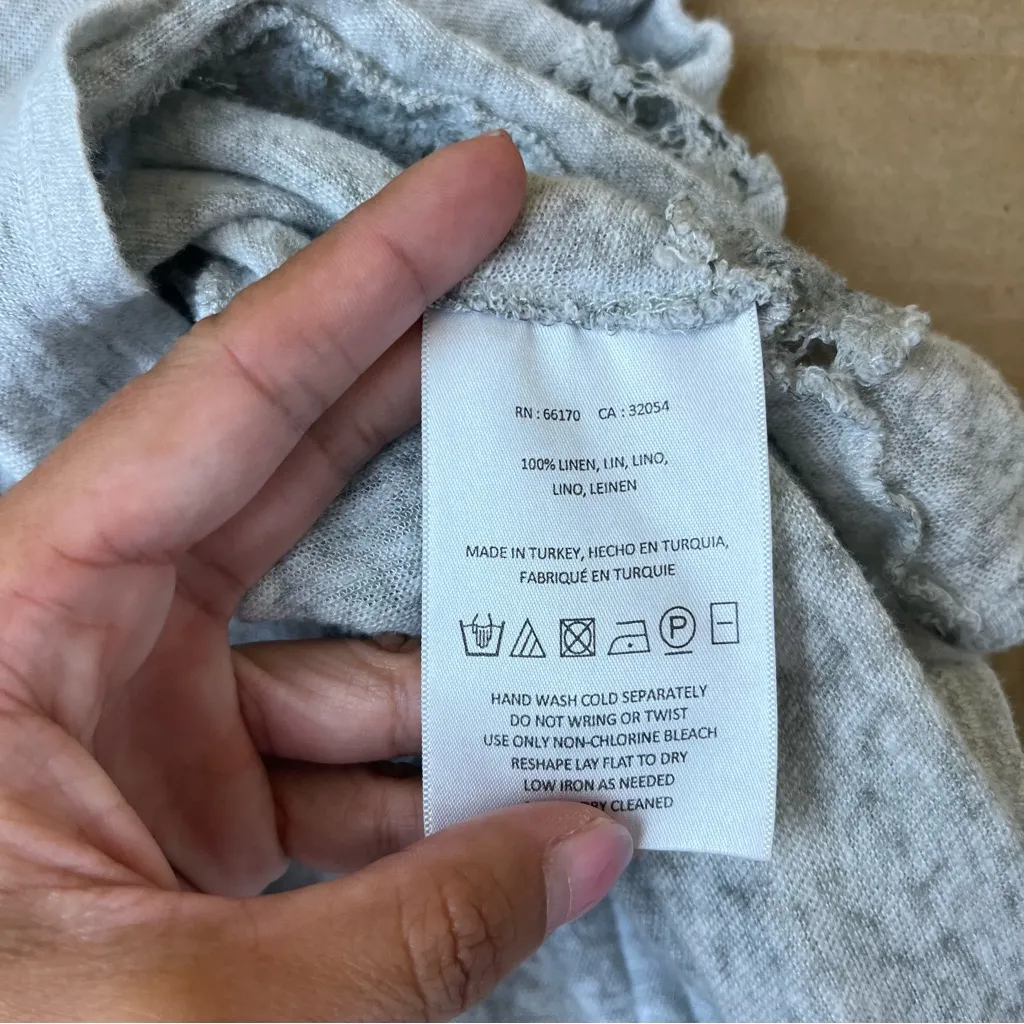 RN : 66170 CA : 32054
100% LINEN, LIN, LINO,
LINO, LEINEN
MADE IN TURKEY, HECHO EN TURQUIA,
FABRIQUÉ EN TURQUIE
P
HAND WASH COLD SEPARATELY
DO NOT WRING OR TWIST
USE ONLY NON-CHLORINE BLEACH
RESHAPE LAY FLAT TO DRY
LOW IRON AS NEEDED
CLEANED